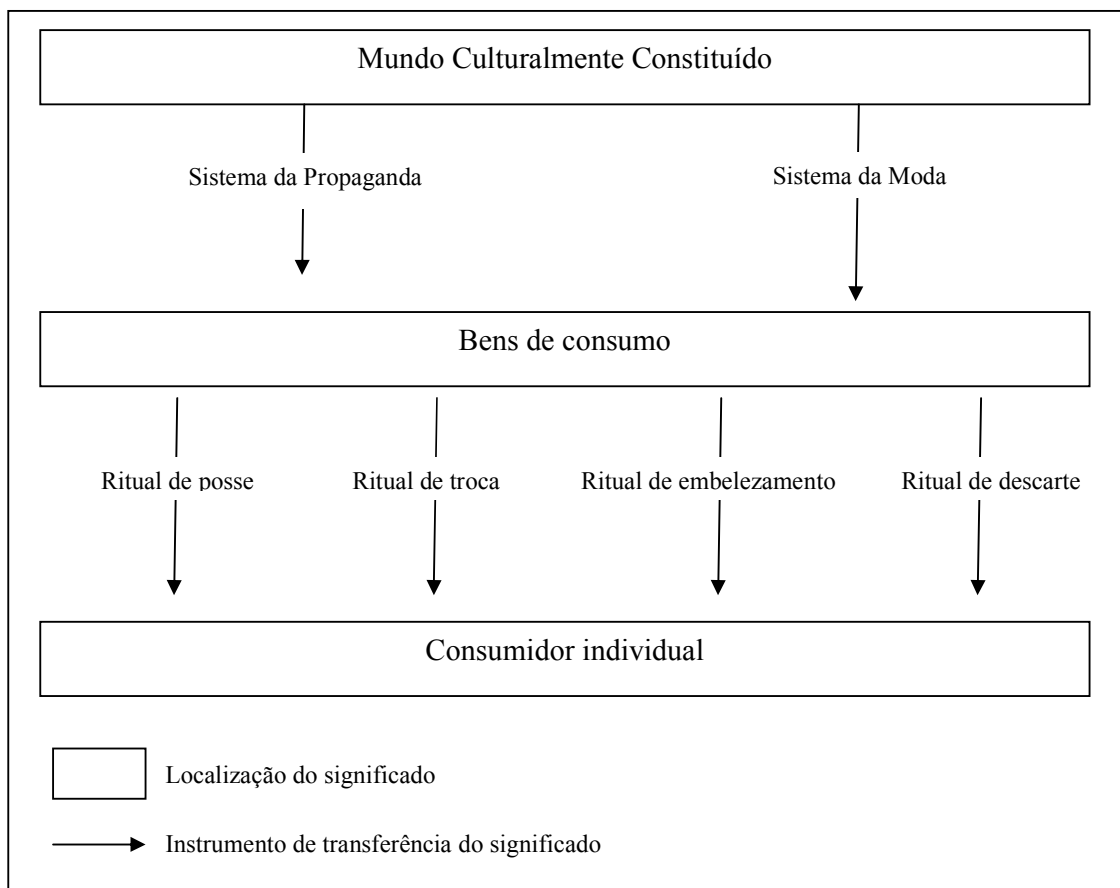 Mundo Culturalmente Constituído
Sistema da Propaganda
Sistema da Moda
Bens de consumo
Ritual de posse
Ritual de troca
Ritual de embelezamento
Ritual de descarte
Consumidor individual
Localização do significado
Instrumento de transferência do significado